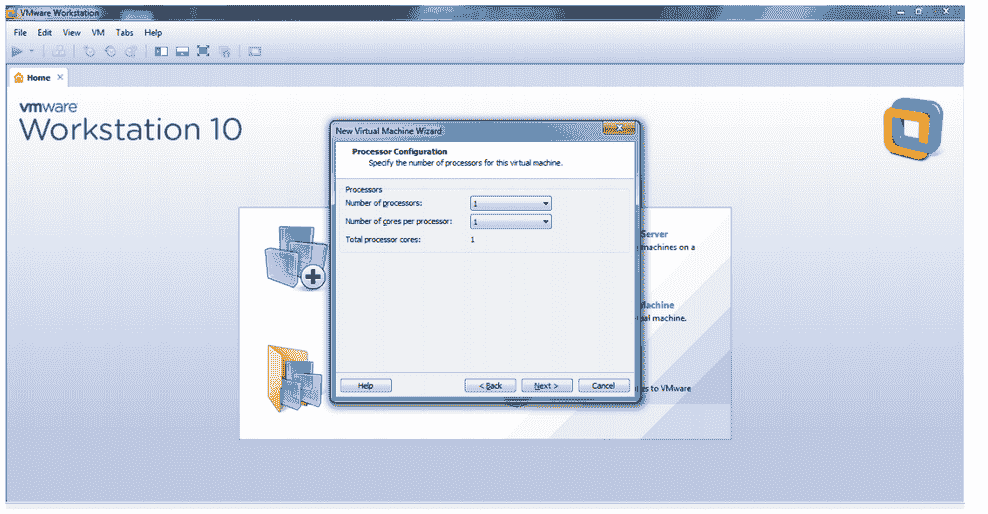 VMware Workstation
File Edit View VM Tabs Help
Home
vmware
Workstation 10
New Virtual Machine Wizard
Processor Configuration
Specify the number of processors for this virtual machine.
Processors
Number of processors: 1
Number of cores per processor: 1
Total processor cores: 1
Server
machines on a
Machine
machine.
to VMware
Help < Back Next > Cancel